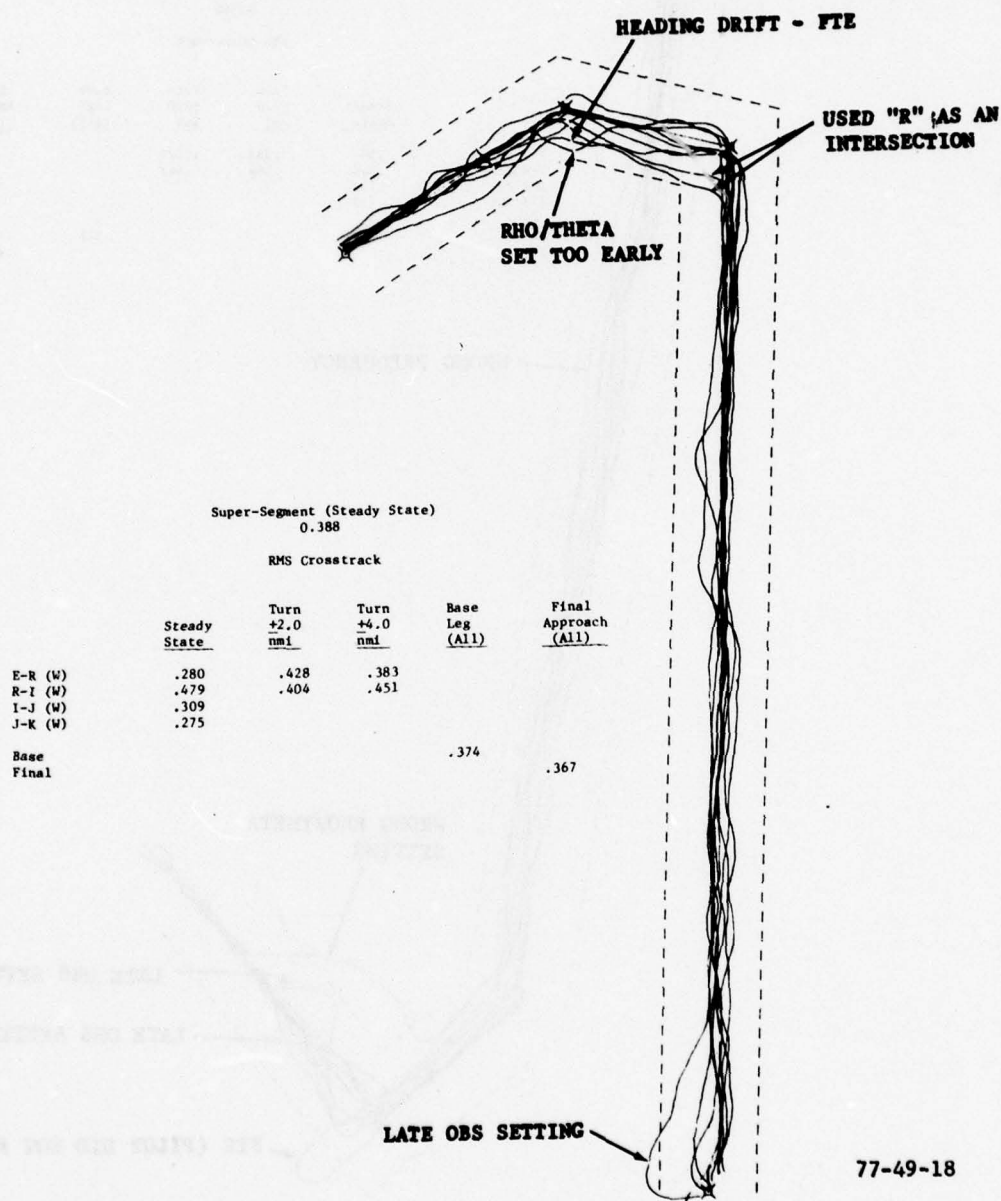 HEADING DRIFT - FTE
USED "R" AS AN
INTERSECTION
RHO/THETA
SET TOO EARLY
Super-Segment (Steady State)
0.388
RMS Crosstrack
Steady State Turn ±2.0 nmi Turn ±4.0 nmi Base Leg (All) Final Approach (All)
E-R (W) .280 .428 .383
R-I (W) .479 .404 .451
I-J (W) .309
J-K (W) .275
Base .374
Final .367
LATE OBS SETTING
77-49-18